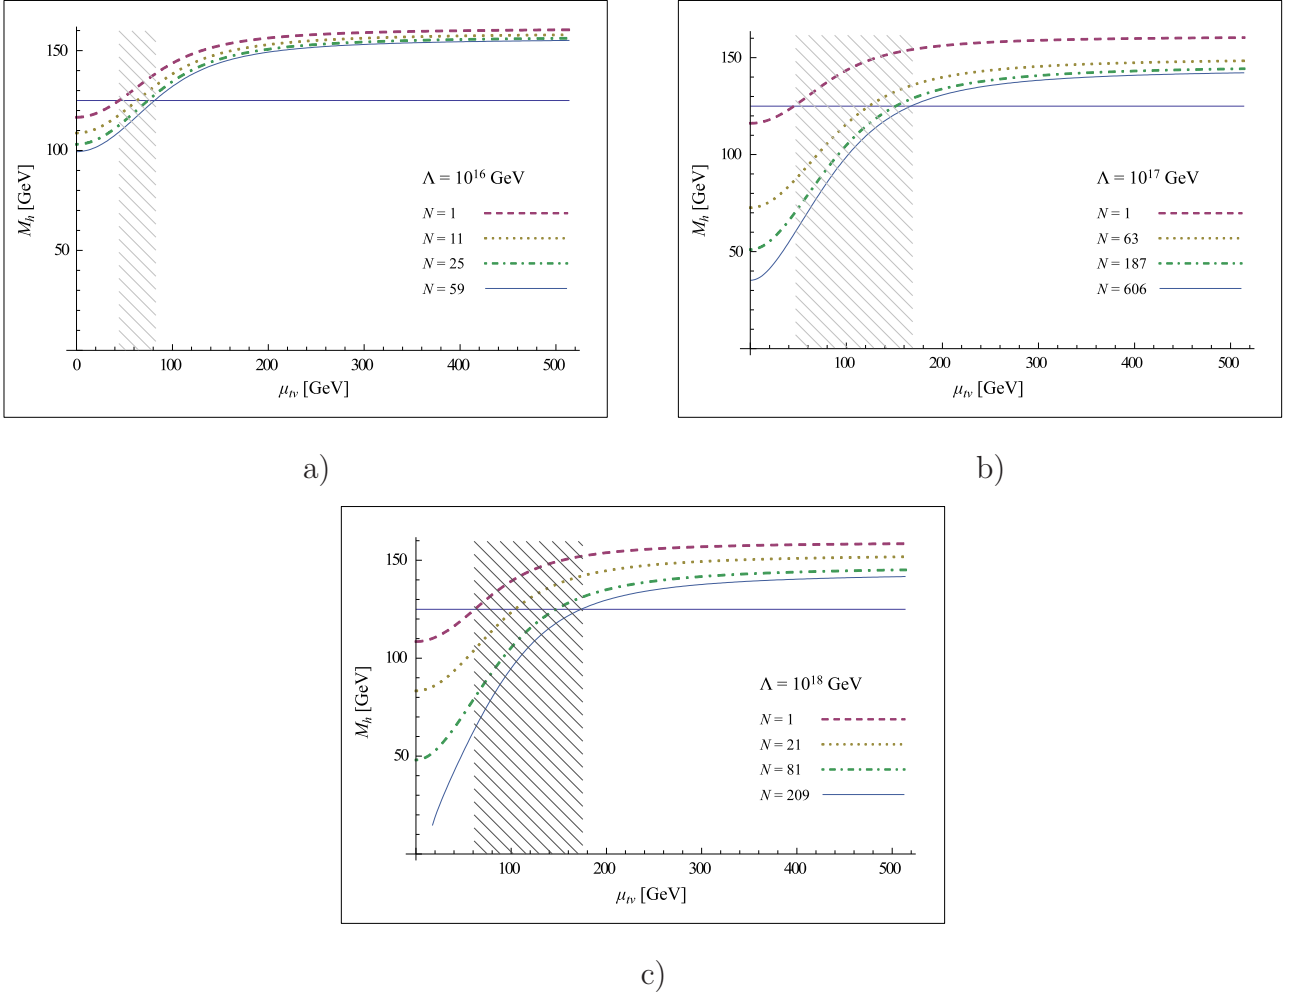 150
100
50
0
100
200
300
400
500
M_h [GeV]
μ_tv [GeV]
Λ = 10^16 GeV
N = 1
N = 11
N = 25
N = 59
a)
150
100
50
100
200
300
400
500
M_h [GeV]
μ_tv [GeV]
Λ = 10^17 GeV
N = 1
N = 63
N = 187
N = 606
b)
150
100
50
100
200
300
400
500
M_h [GeV]
μ_tv [GeV]
Λ = 10^18 GeV
N = 1
N = 21
N = 81
N = 209
c)